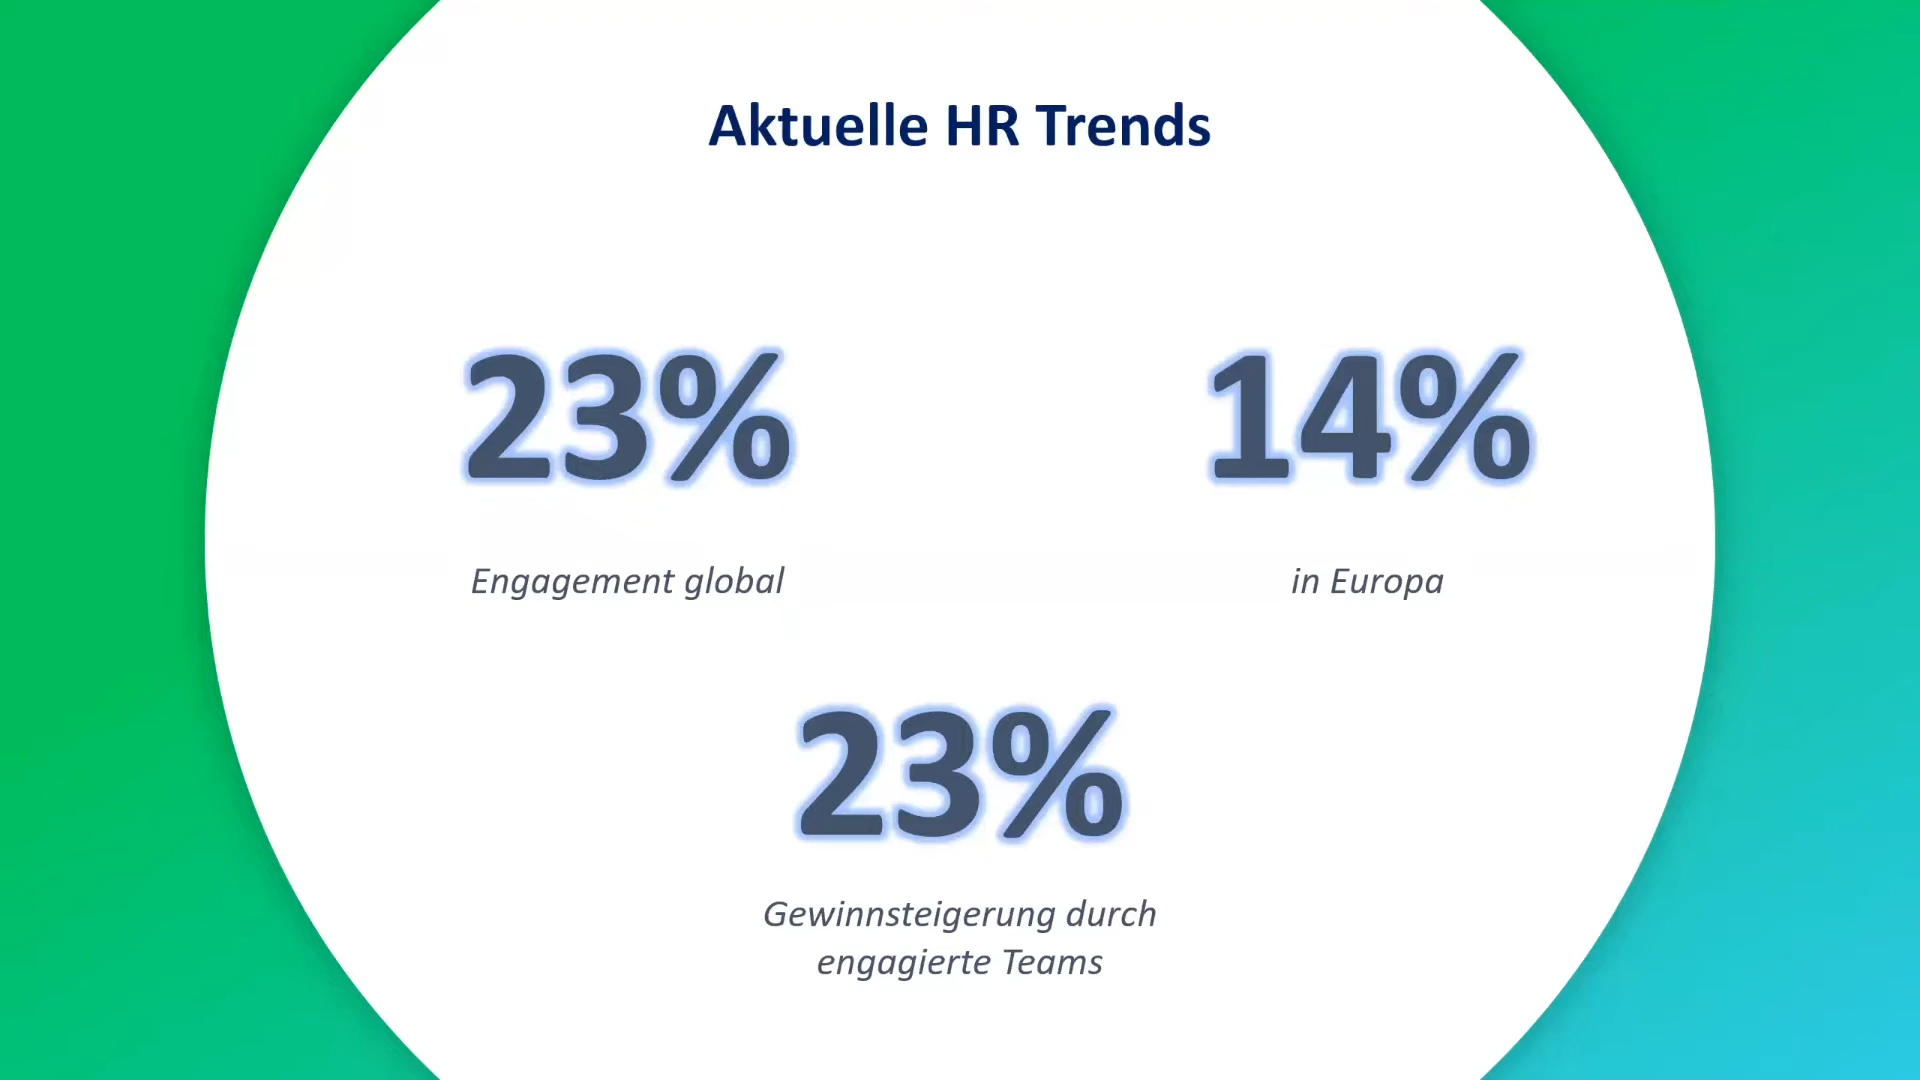 Aktuelle HR Trends
23%
14%
Engagement global
in Europa
23%
Gewinnsteigerung durch
engagierte Teams